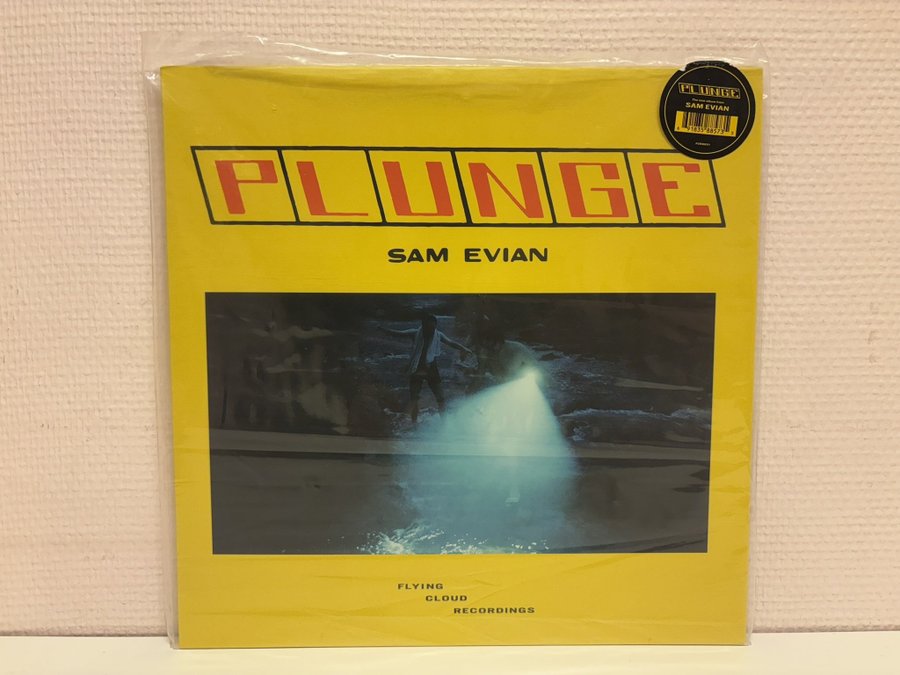 PLUNGE
SAM EVIAN
PLUNGE
SAM EVIAN
FLYING
CLOUD
RECORDINGS